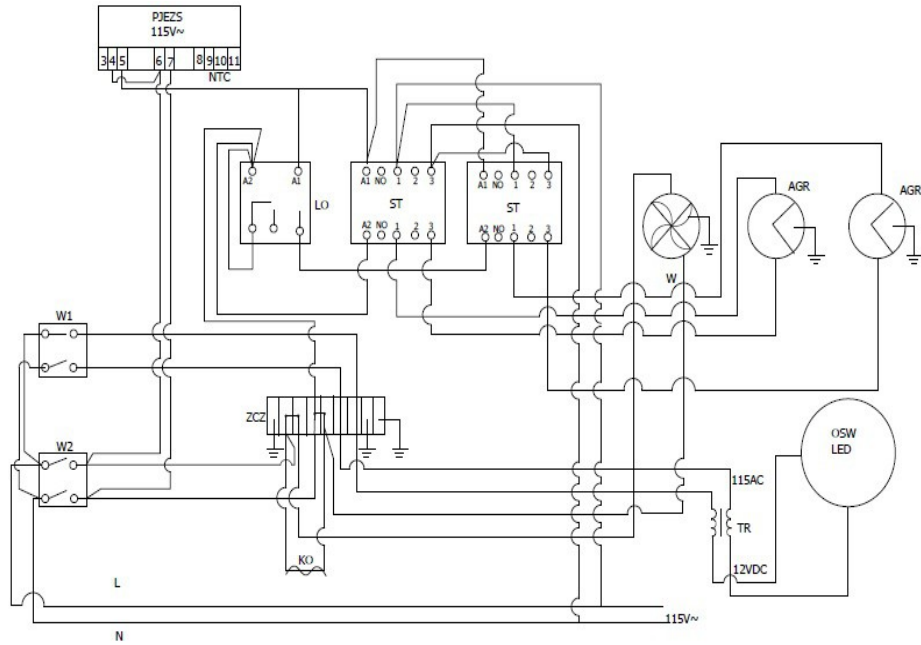 PJEZS
115V~
3 4 5 6 7 8 9 10 11
NTC
A2 A1
LO
A1 NO 1 2 3
ST
A2 NO 1 2 3
A1 NO 1 2 3
ST
A2 NO 1 2 3
W
AGR
AGR
W1
ZCZ
W2
OSW
LED
115AC
TR
KO
12VDC
L
115V~
N